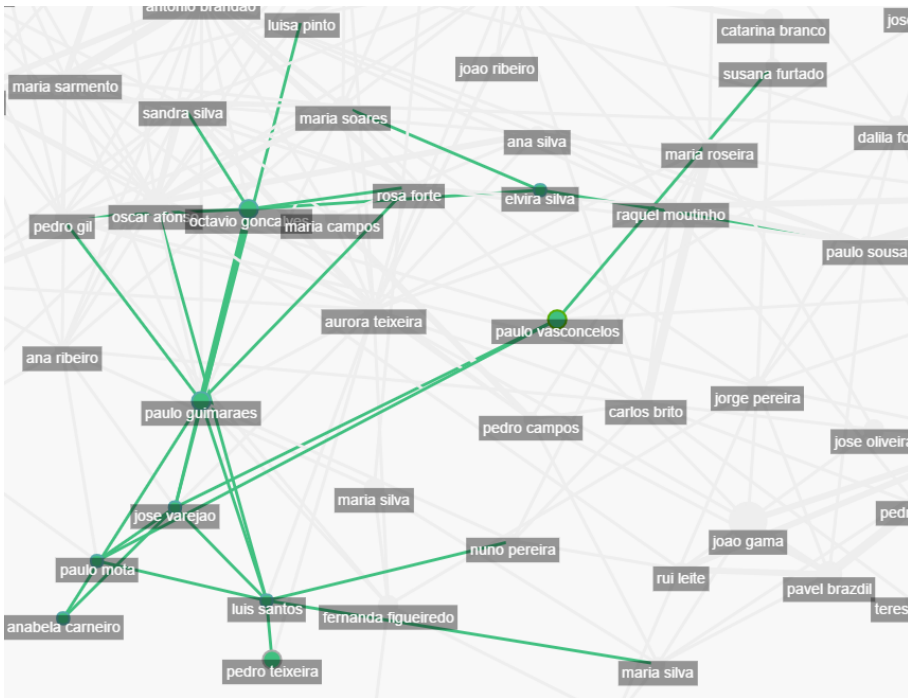 antonio brandao
luisa pinto
catarina branco
jose
joao ribeiro
susana furtado
maria sarmento
sandra silva
maria soares
ana silva
dalila fo
maria roseira
rosa forte
elvira silva
oscar afonso
octavio goncalves
raquel moutinho
pedro gil
maria campos
paulo sousa
aurora teixeira
paulo vasconcelos
ana ribeiro
jorge pereira
paulo guimaraes
carlos brito
pedro campos
jose oliveira
maria silva
jose varejao
pedr
joao gama
nuno pereira
paulo mota
rui leite
pavel brazdil
luis santos
teres
fernanda figueiredo
anabela carneiro
pedro teixeira
maria silva